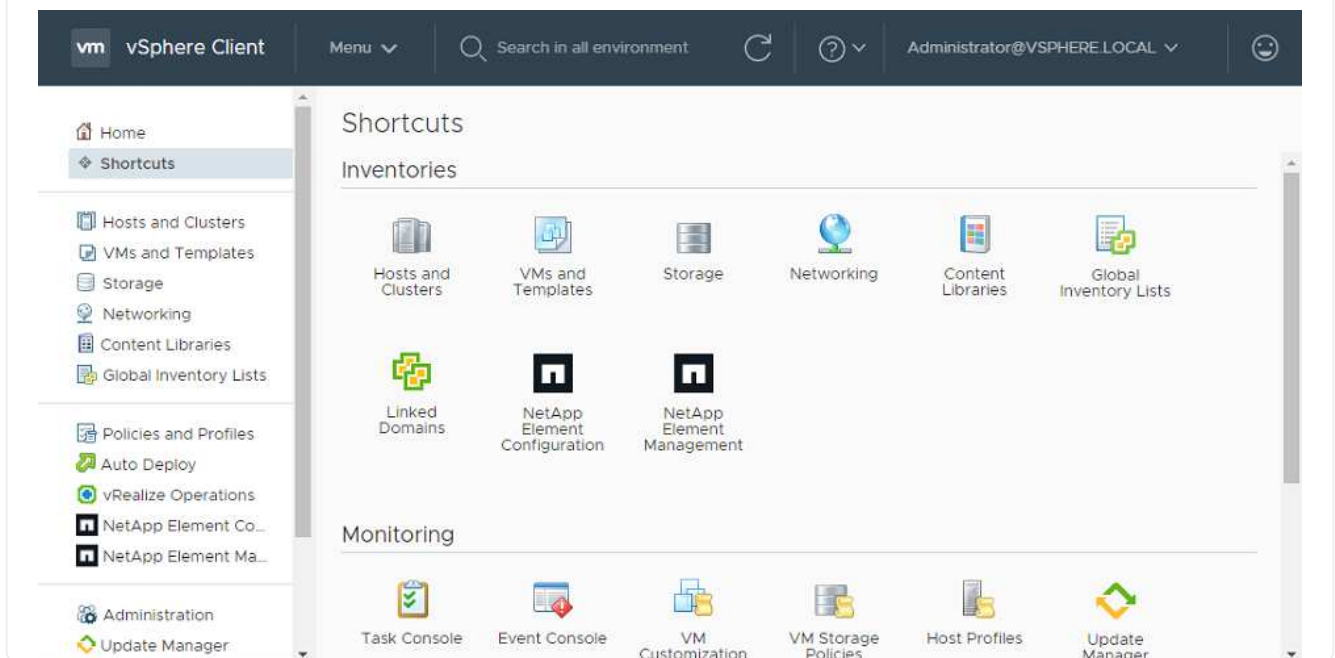 vm vSphere Client Menu Search in all environment Administrator@VSPHERE.LOCAL
Home
Shortcuts
Hosts and Clusters
VMs and Templates
Storage
Networking
Content Libraries
Global Inventory Lists
Policies and Profiles
Auto Deploy
vRealize Operations
NetApp Element Co...
NetApp Element Ma...
Administration
Update Manager
Shortcuts
Inventories
Hosts and
Clusters
VMs and
Templates
Storage
Networking
Content
Libraries
Global
Inventory Lists
Linked
Domains
NetApp
Element
Configuration
NetApp
Element
Management
Monitoring
Task Console
Event Console
VM
Customization
VM Storage
Policies
Host Profiles
Update
Manager